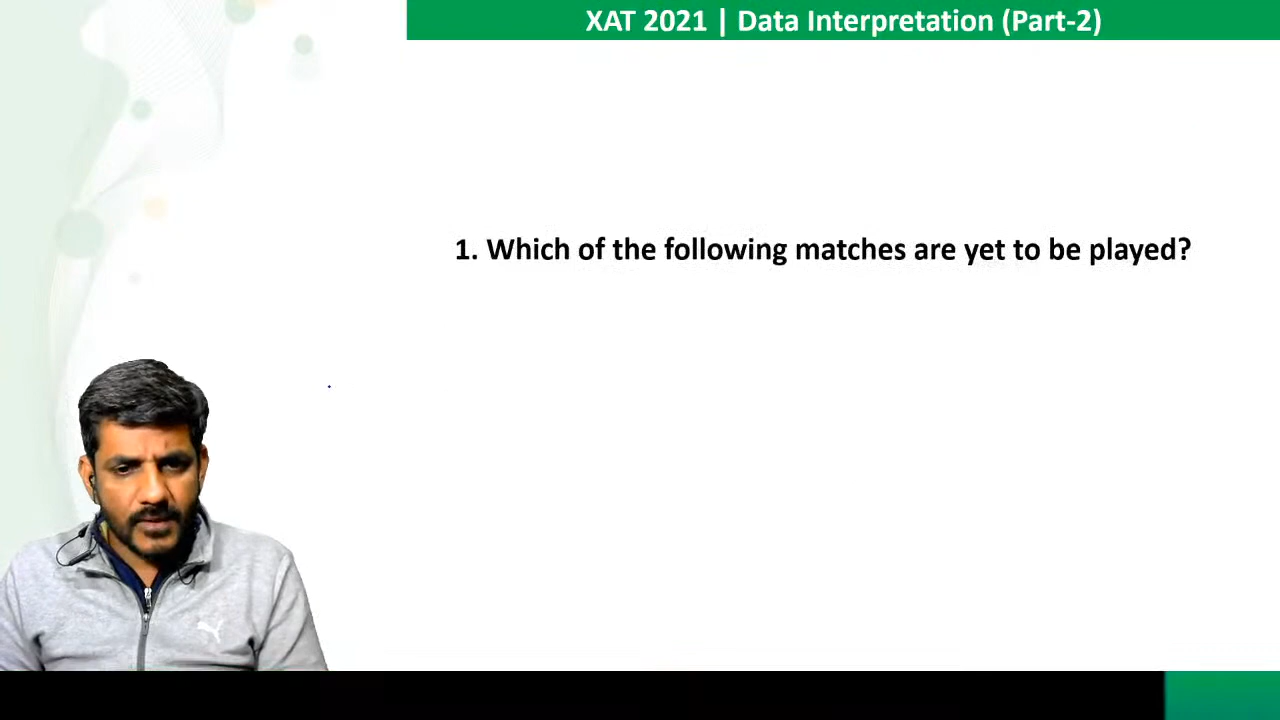 XAT 2021 | Data Interpretation (Part-2)
1. Which of the following matches are yet to be played?